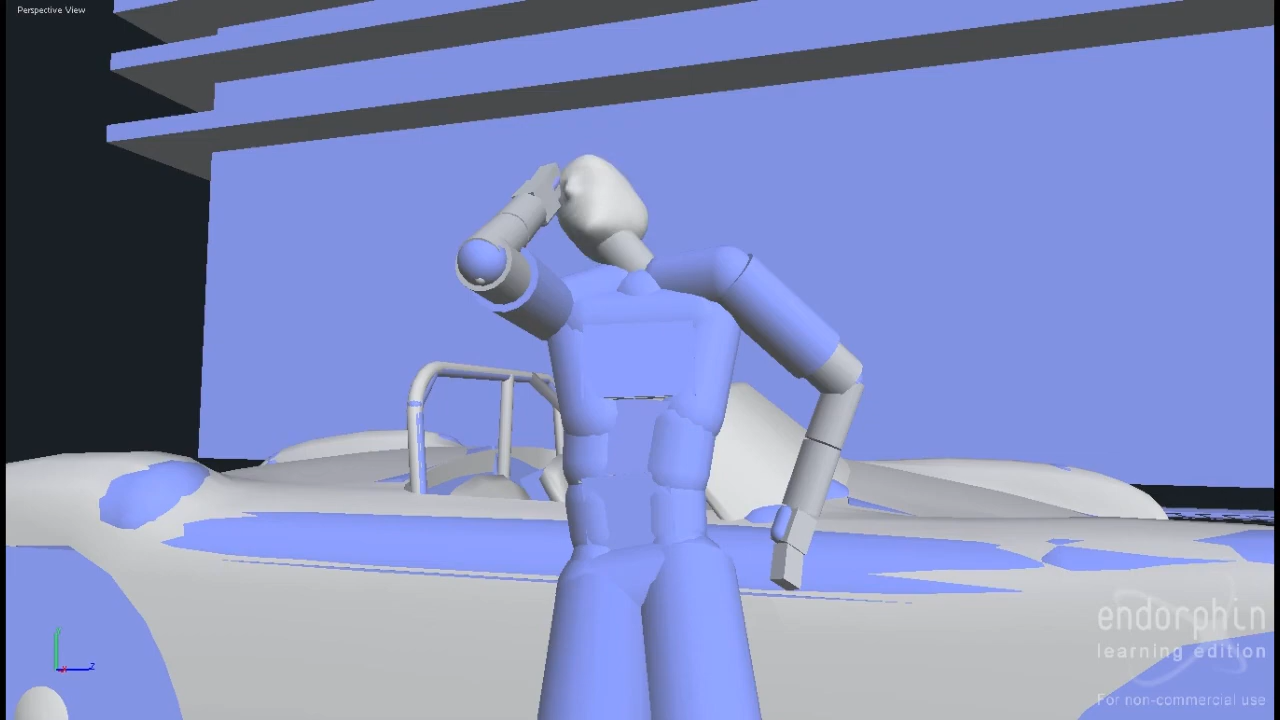 Perspective View
endorphin
learning edition
For non-commercial use
z